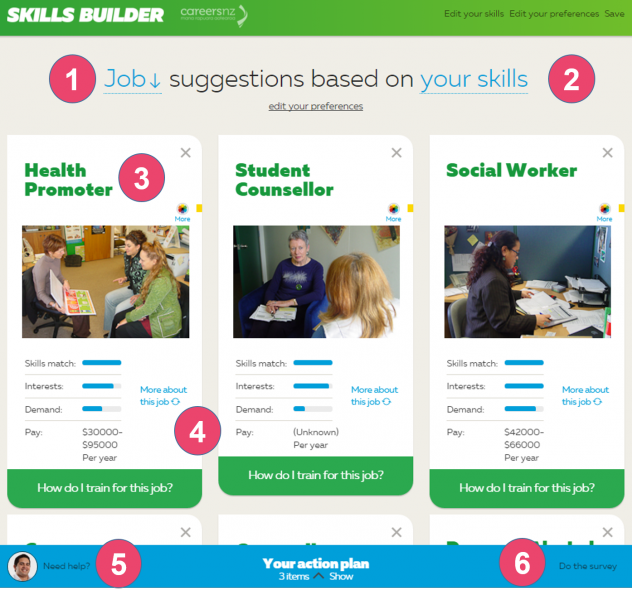 SKILLS BUILDER
careersnz
Edit your skills Edit your preferences Save
1 Job↓ suggestions based on your skills 2
edit your preferences
Health
Promoter
3
More
Student
Counsellor
More
Social Worker
More
Skills match:
Interests:
Demand:
Pay: $30000-
$95000
Per year
More about
this job
4
How do I train for this job?
Skills match:
Interests:
Demand:
Pay: (Unknown)
Per year
More about
this job
How do I train for this job?
Skills match:
Interests:
Demand:
Pay: $42000-
$66000
Per year
More about
this job
How do I train for this job?
Need help?
5
Your action plan
3 items Show
6
Do the survey